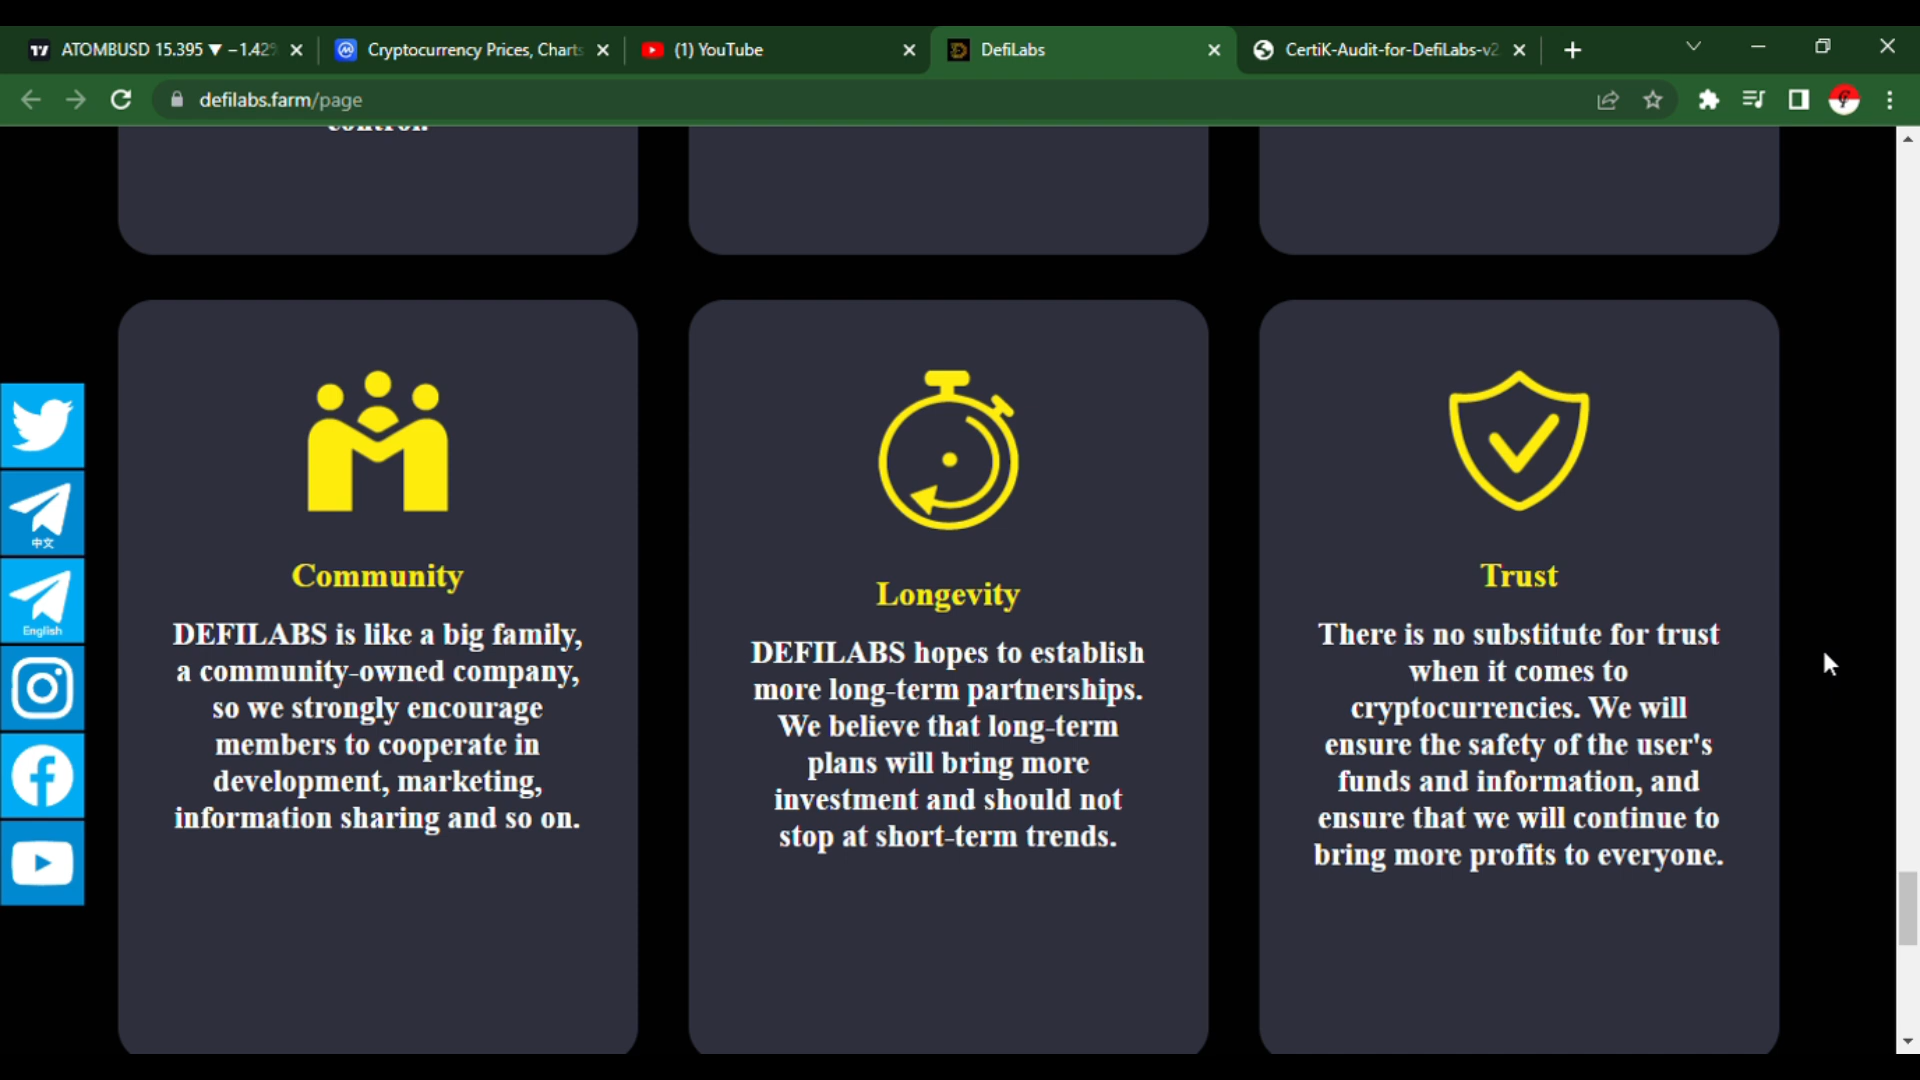 ATOMBUSD 15.395 ▼ −1.42%
Cryptocurrency Prices, Charts
(1) YouTube
DefiLabs
CertiK-Audit-for-DefiLabs-v2
defilabs.farm/page
control.
中文
English
Community
DEFILABS is like a big family,
a community-owned company,
so we strongly encourage
members to cooperate in
development, marketing,
information sharing and so on.
Longevity
DEFILABS hopes to establish
more long-term partnerships.
We believe that long-term
plans will bring more
investment and should not
stop at short-term trends.
Trust
There is no substitute for trust
when it comes to
cryptocurrencies. We will
ensure the safety of the user's
funds and information, and
ensure that we will continue to
bring more profits to everyone.